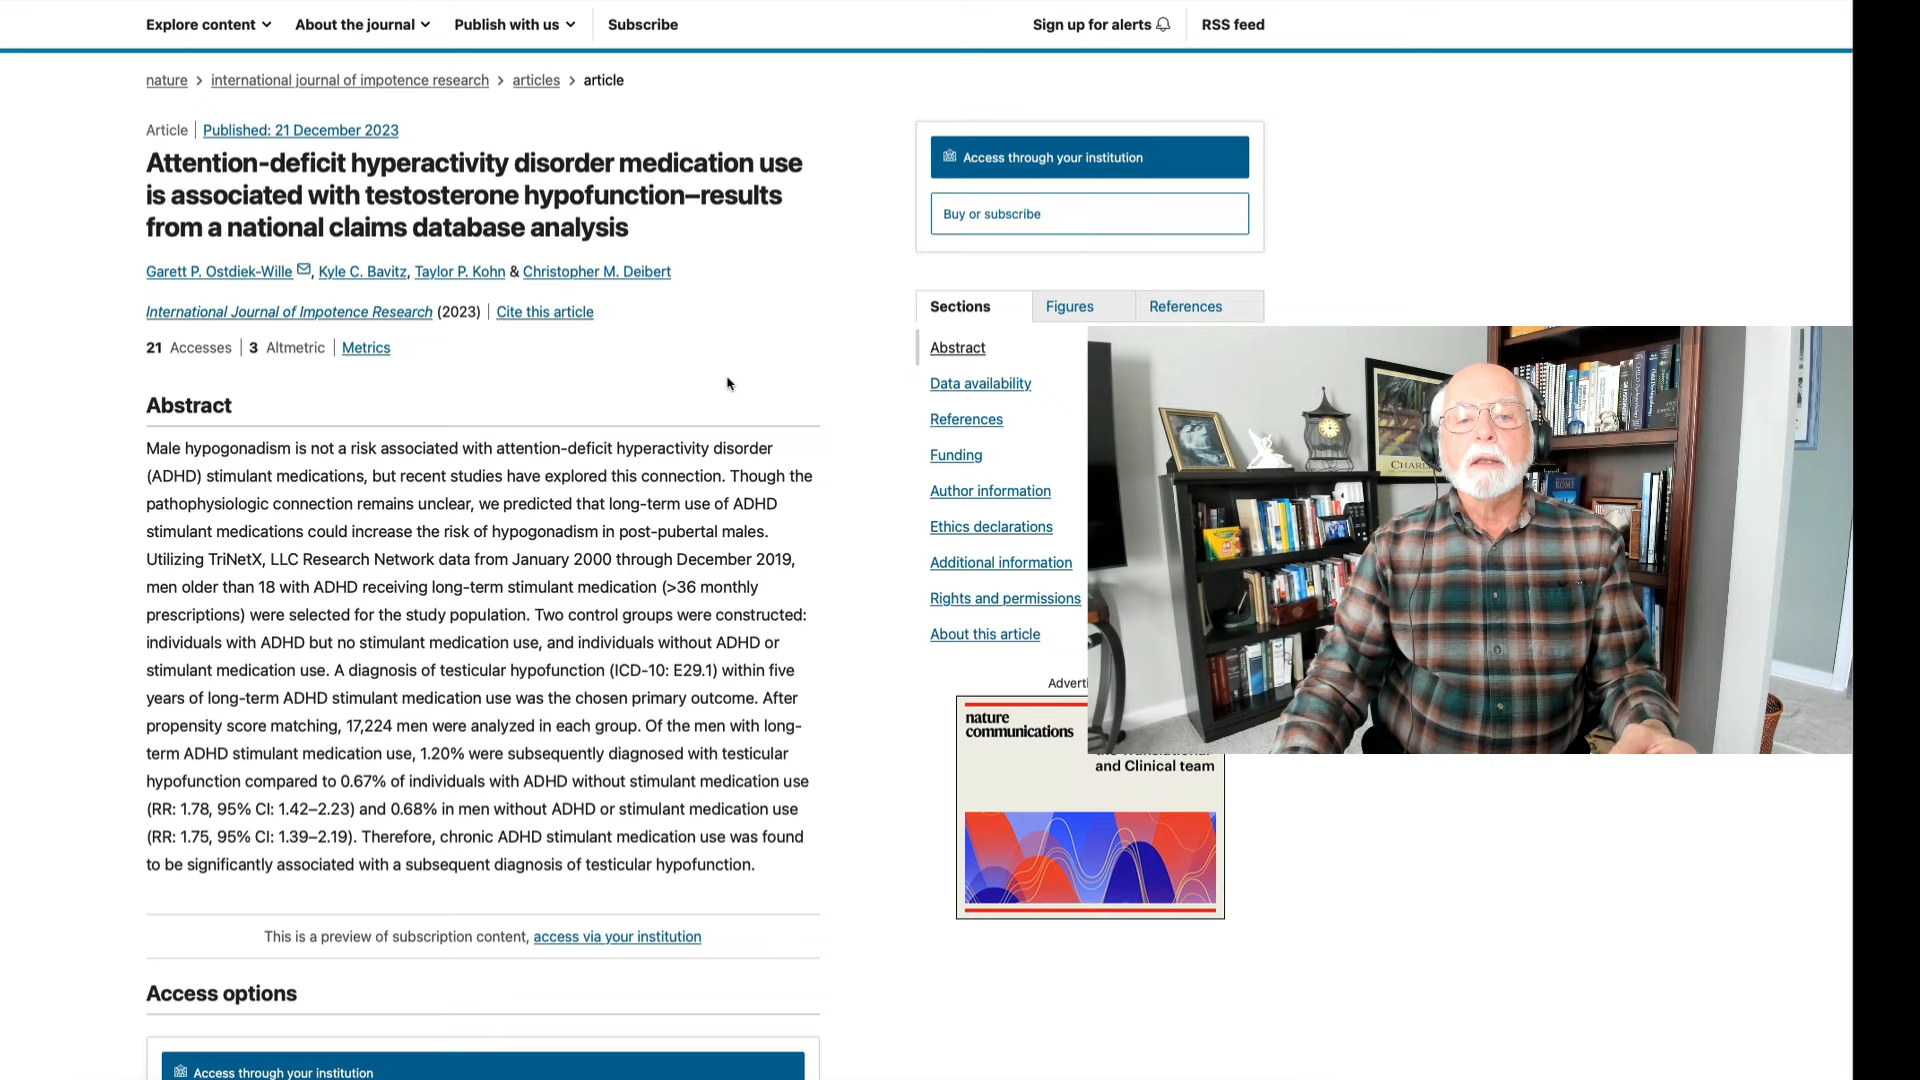 Explore content About the journal Publish with us Subscribe Sign up for alerts RSS feed
nature > international journal of impotence research > articles > article
Article | Published: 21 December 2023
Attention-deficit hyperactivity disorder medication use
is associated with testosterone hypofunction–results
from a national claims database analysis
Garett P. Ostdiek-Wille, Kyle C. Bavitz, Taylor P. Kohn & Christopher M. Deibert
International Journal of Impotence Research (2023) | Cite this article
21 Accesses | 3 Altmetric | Metrics
Abstract
Male hypogonadism is not a risk associated with attention-deficit hyperactivity disorder
(ADHD) stimulant medications, but recent studies have explored this connection. Though the
pathophysiologic connection remains unclear, we predicted that long-term use of ADHD
stimulant medications could increase the risk of hypogonadism in post-pubertal males.
Utilizing TriNetX, LLC Research Network data from January 2000 through December 2019,
men older than 18 with ADHD receiving long-term stimulant medication (>36 monthly
prescriptions) were selected for the study population. Two control groups were constructed:
individuals with ADHD but no stimulant medication use, and individuals without ADHD or
stimulant medication use. A diagnosis of testicular hypofunction (ICD-10: E29.1) within five
years of long-term ADHD stimulant medication use was the chosen primary outcome. After
propensity score matching, 17,224 men were analyzed in each group. Of the men with long-
term ADHD stimulant medication use, 1.20% were subsequently diagnosed with testicular
hypofunction compared to 0.67% of individuals with ADHD without stimulant medication use
(RR: 1.78, 95% CI: 1.42–2.23) and 0.68% in men without ADHD or stimulant medication use
(RR: 1.75, 95% CI: 1.39–2.19). Therefore, chronic ADHD stimulant medication use was found
to be significantly associated with a subsequent diagnosis of testicular hypofunction.
This is a preview of subscription content, access via your institution
Access options
Access through your institution
Access through your institution
Buy or subscribe
Sections Figures References
Abstract
Data availability
References
Funding
Author information
Ethics declarations
Additional information
Rights and permissions
About this article
Adverti
nature
communications
and Clinical team
CHARL
ROME